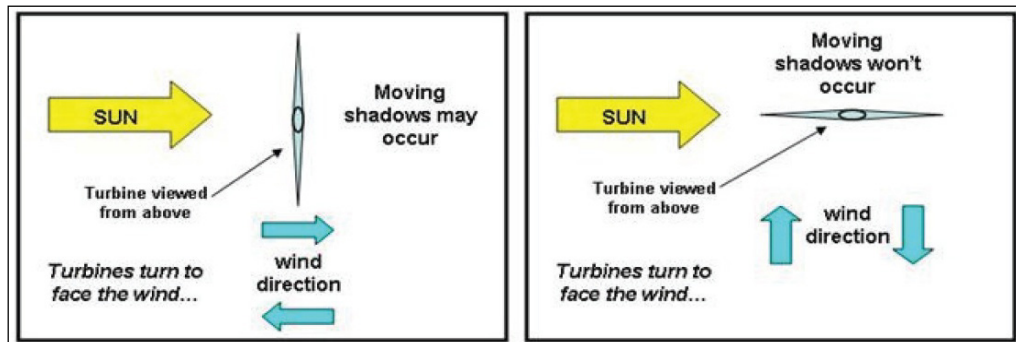 SUN
Moving
shadows may
occur
Turbine viewed
from above
wind
direction
Turbines turn to
face the wind...
Moving
shadows won't
occur
SUN
Turbine viewed
from above
wind
direction
Turbines turn to
face the wind...